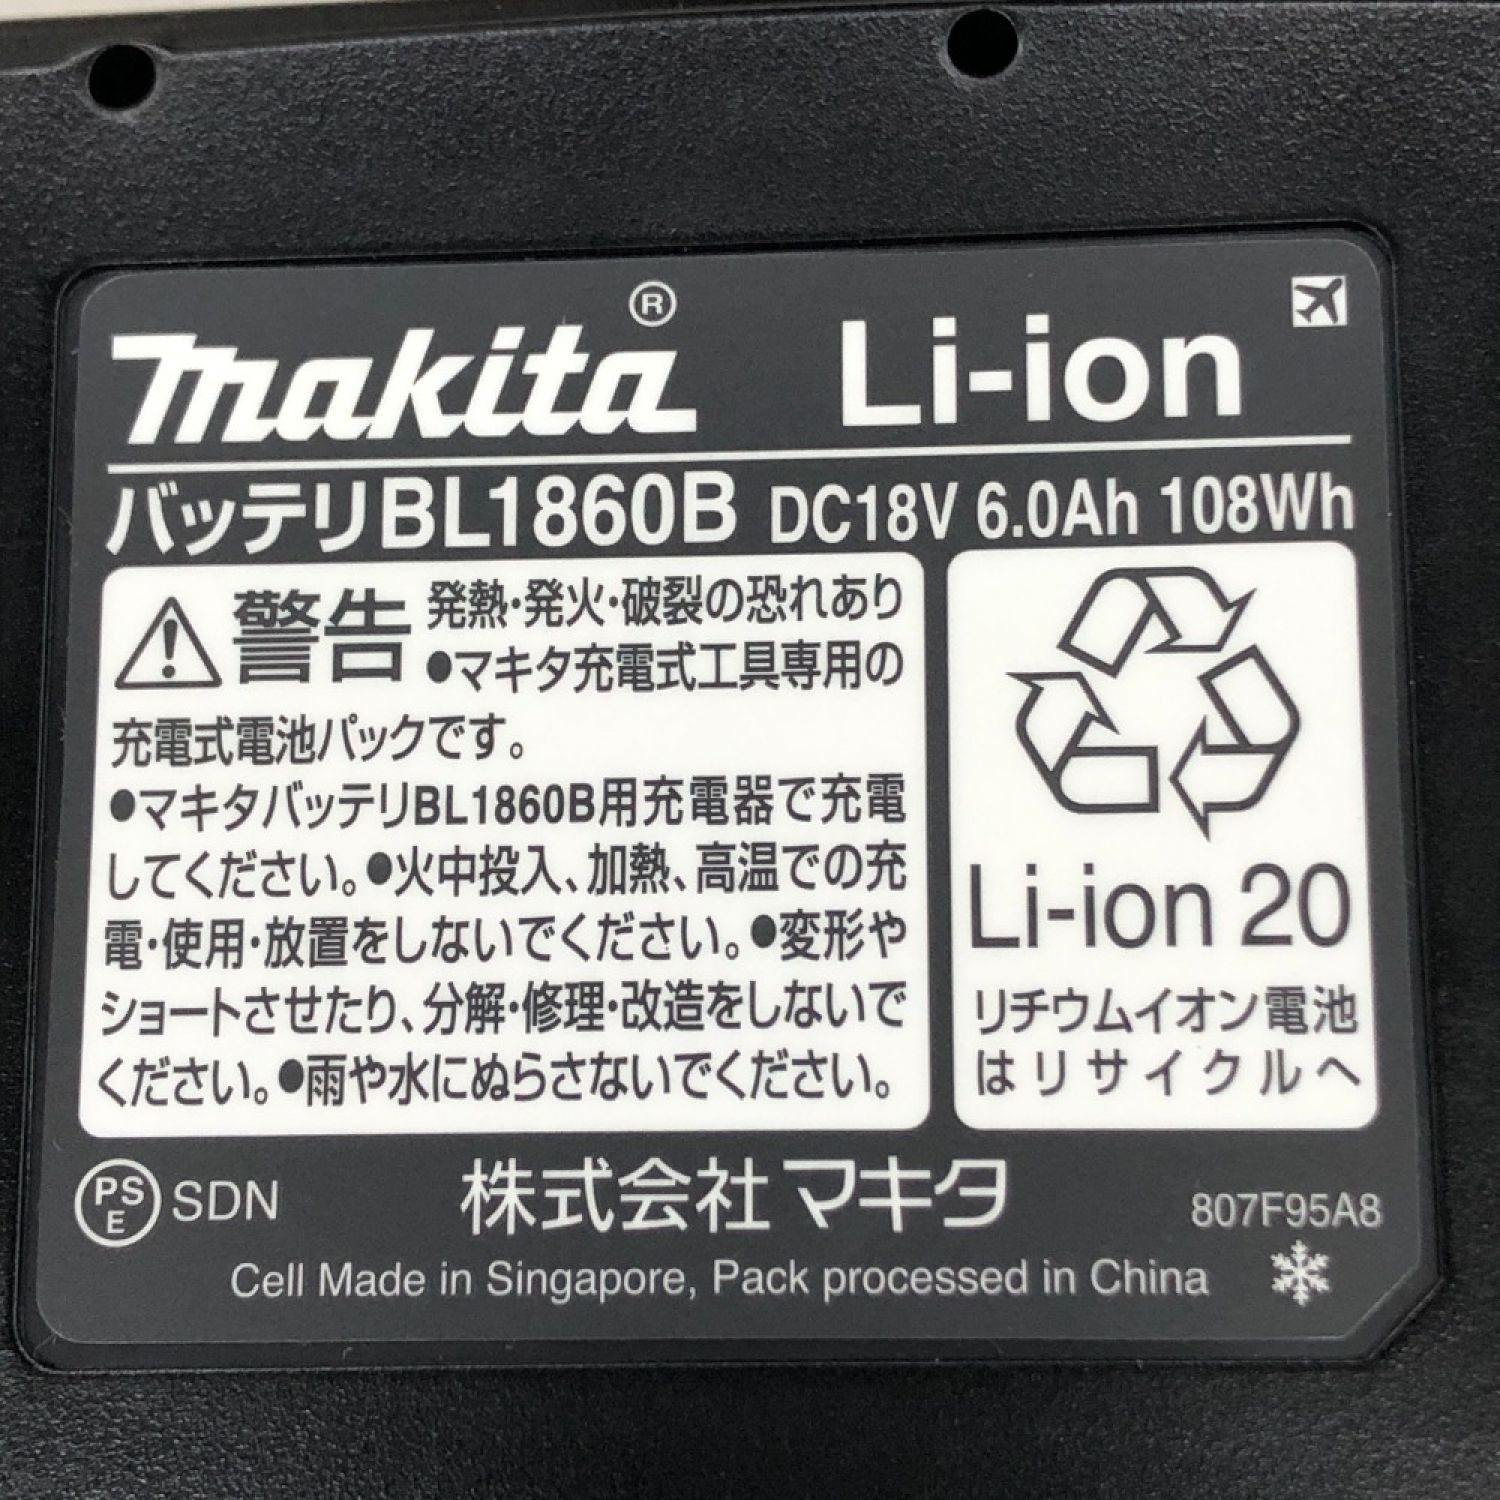 makita® Li-ion
バッテリBL1860B DC18V 6.0Ah 108Wh
警告 発熱・発火・破裂の恐れあり
●マキタ充電式工具専用の
充電式電池パックです。
●マキタバッテリBL1860B用充電器で充電
してください。●火中投入、加熱、高温での充
電・使用・放置をしないでください。●変形や
ショートさせたり、分解・修理・改造をしないで
ください。●雨や水にぬらさないでください。
Li-ion 20
リチウムイオン電池
はリサイクルへ
PS
E
SDN
株式会社マキタ
807F95A8
Cell Made in Singapore, Pack processed in China